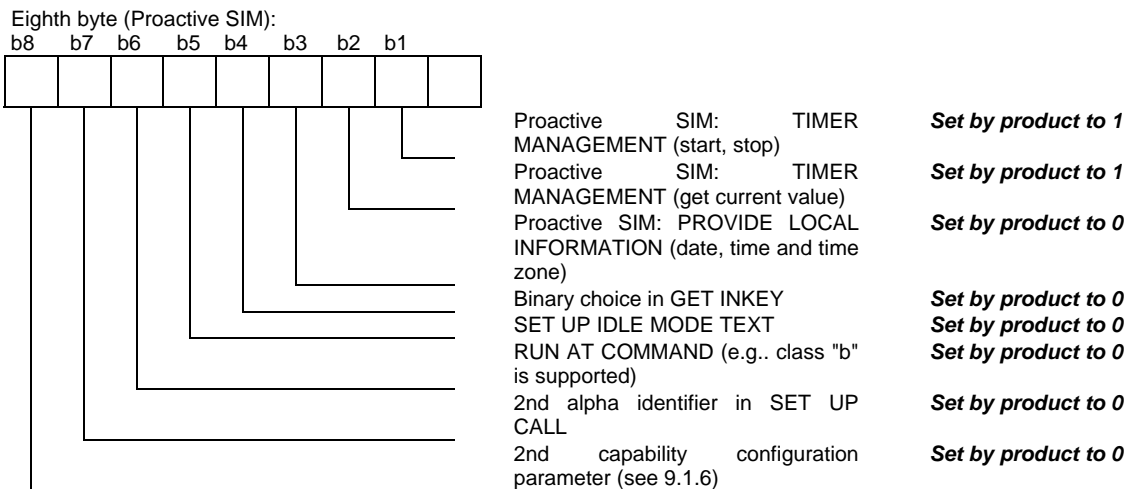 Eighth byte (Proactive SIM):
b8 b7 b6 b5 b4 b3 b2 b1
Proactive SIM: TIMER Set by product to 1
MANAGEMENT (start, stop)
Proactive SIM: TIMER Set by product to 1
MANAGEMENT (get current value)
Proactive SIM: PROVIDE LOCAL Set by product to 0
INFORMATION (date, time and time
zone)
Binary choice in GET INKEY Set by product to 0
SET UP IDLE MODE TEXT Set by product to 0
RUN AT COMMAND (e.g.. class "b" Set by product to 0
is supported)
2nd alpha identifier in SET UP Set by product to 0
CALL
2nd capability configuration Set by product to 0
parameter (see 9.1.6)